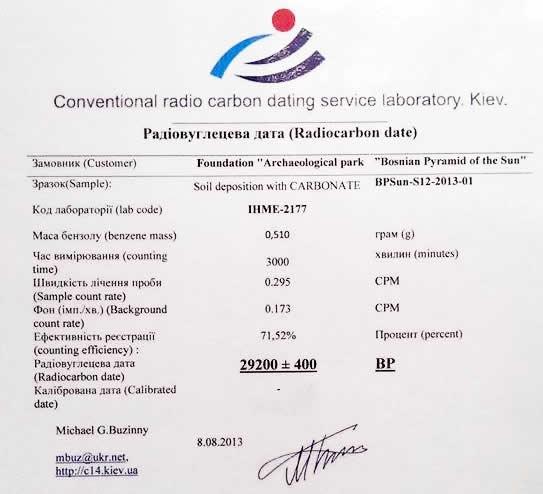 Conventional radio carbon dating service laboratory. Kiev.
Радіовуглецева дата (Radiocarbon date)
Замовник (Customer) Foundation "Archaeological park "Bosnian Pyramid of the Sun"
Зразок(Sample): Soil deposition with CARBONATE BPSun-S12-2013-01
Код лабораторії (lab code) IHME-2177
Маса бензолу (benzene mass) 0,510 грам (g)
Час вимірювання (counting
time) 3000 хвилин (minutes)
Швидкість лічення проби
(Sample count rate) 0.295 CPM
Фон (імп./хв.) (Background
count rate) 0.173 CPM
Ефективність реєстрації
(counting efficiency) : 71,52% Процент (percent)
Радіовуглецева дата
(Radiocarbon date) 29200 ± 400 BP
Калібрована дата (Calibrated
date) -
Michael G.Buzinny
8.08.2013
mbuz@ukr.net,
http://c14.kiev.ua